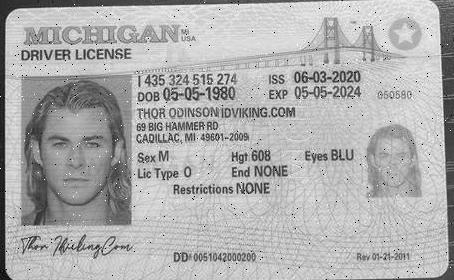 MICHIGAN MI USA
DRIVER LICENSE
I 435 324 515 274 ISS 06-03-2020
DOB 05-05-1980 EXP 05-05-2024 050580
THOR ODINSON IDVIKING.COM
69 BIG HAMMER RD
CADILLAC, MI 49601-2009
Sex M Hgt 608 Eyes BLU
Lic Type O End NONE
Restrictions NONE
Thor IDViking.Com
DD# 0051042000200 Rev 01-21-2011